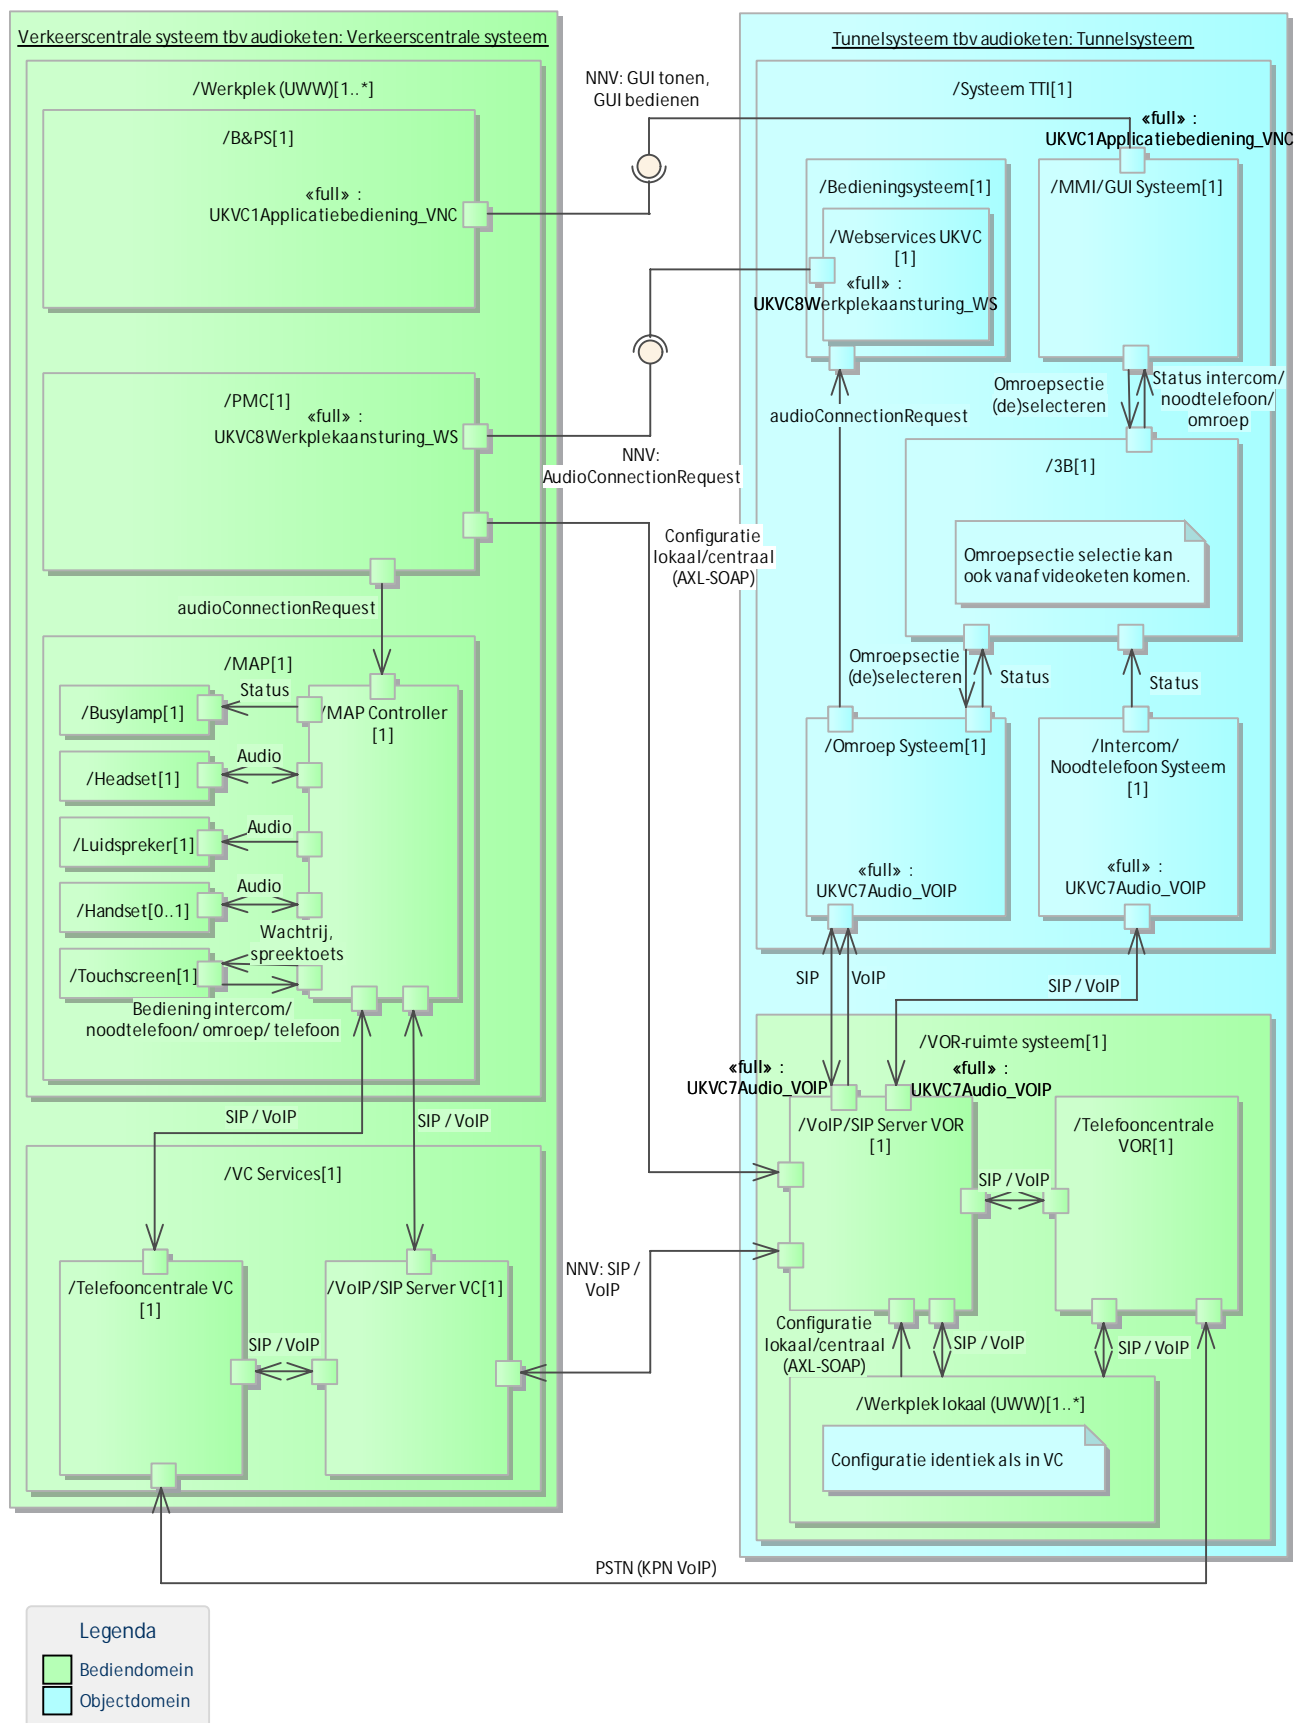 Verkeerscentrale systeem tbv audioketen: Verkeerscentrale systeem
/Werkplek (UWW)[1..*]
/B&PS[1]
«full» :
UKVC1Applicatiebediening_VNC
/PMC[1]
«full» :
UKVC8Werkplekaansturing_WS
audioConnectionRequest
/MAP[1]
/Busylamp[1]
Status
/MAP Controller
[1]
/Headset[1]
Audio
/Luidspreker[1]
Audio
/Handset[0..1]
Audio
/Touchscreen[1]
Wachtrij,
spreektoets
Bediening intercom/
noodtelefoon/ omroep/ telefoon
SIP / VoIP
SIP / VoIP
/VC Services[1]
/Telefooncentrale VC
[1]
/VoIP/SIP Server VC[1]
SIP / VoIP
NNV: GUI tonen,
GUI bedienen
NNV:
AudioConnectionRequest
Configuratie
lokaal/centraal
(AXL-SOAP)
NNV: SIP /
VoIP
PSTN (KPN VoIP)
Tunnelsysteem tbv audioketen: Tunnelsysteem
/Systeem TTI[1]
«full» :
UKVC1Applicatiebediening_VNC
/Bedieningsysteem[1]
/MMI/GUI Systeem[1]
/Webservices UKVC
[1]
«full» :
UKVC8Werkplekaansturing_WS
audioConnectionRequest
Omroepsectie
(de)selecteren
Status intercom/
noodtelefoon/
omroep
/3B[1]
Omroepsectie selectie kan
ook vanaf videoketen komen.
Omroepsectie
(de)selecteren
Status
Status
/Omroep Systeem[1]
/Intercom/
Noodtelefoon Systeem
[1]
«full» :
UKVC7Audio_VOIP
«full» :
UKVC7Audio_VOIP
SIP
VoIP
SIP / VoIP
/VOR-ruimte systeem[1]
«full» :
UKVC7Audio_VOIP
«full» :
UKVC7Audio_VOIP
/VoIP/SIP Server VOR
[1]
/Telefooncentrale
VOR[1]
SIP / VoIP
Configuratie
lokaal/centraal
(AXL-SOAP)
SIP / VoIP
SIP / VoIP
/Werkplek lokaal (UWW)[1..*]
Configuratie identiek als in VC
Legenda
Bediendomein
Objectdomein